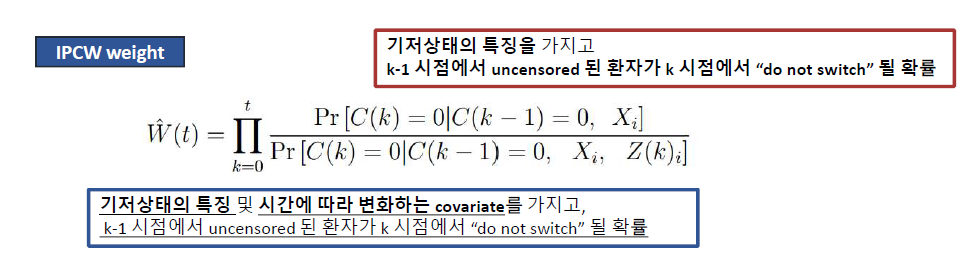 IPCW weight
기저상태의 특징을 가지고
k-1 시점에서 uncensored 된 환자가 k 시점에서 “do not switch” 될 확률
Ŵ(t) = ∏_{k=0}^{t} Pr [C(k) = 0|C(k − 1) = 0, X_i] / Pr [C(k) = 0|C(k − 1) = 0, X_i, Z(k)_i]
기저상태의 특징 및 시간에 따라 변화하는 covariate를 가지고,
k-1 시점에서 uncensored 된 환자가 k 시점에서 “do not switch” 될 확률